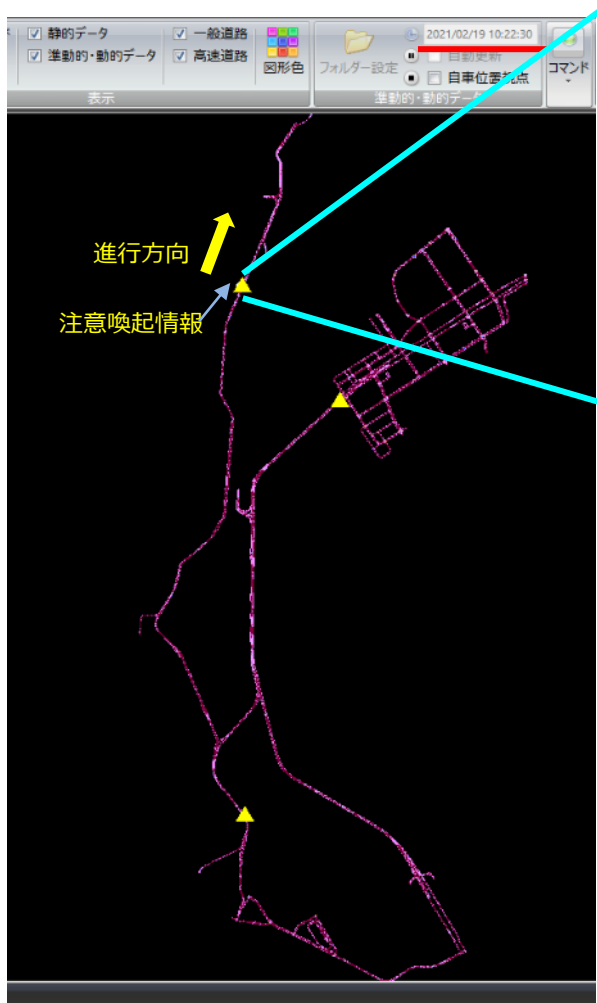 静的データ
準動的・動的データ
一般道路
高速道路
図形色
表示
フォルダー設定
2021/02/19 10:22:30
自動更新
自車位置視点
準動的・動的データ
コマンド
進行方向
注意喚起情報